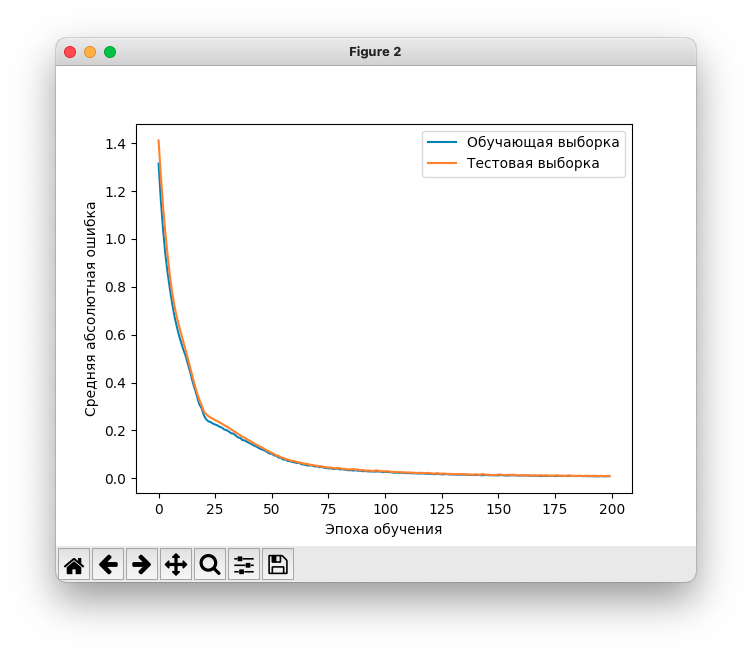 Figure 2
Обучающая выборка
Тестовая выборка
Средняя абсолютная ошибка
1.4
1.2
1.0
0.8
0.6
0.4
0.2
0.0
0 25 50 75 100 125 150 175 200
Эпоха обучения